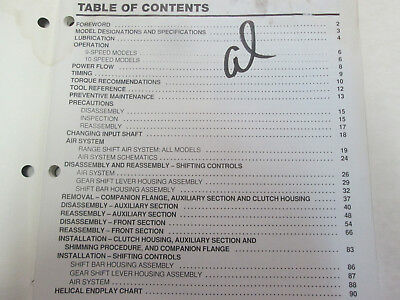 TABLE OF CONTENTS
FOREWORD 2
MODEL DESIGNATIONS AND SPECIFICATIONS 3
LUBRICATION 4
OPERATION
9-SPEED MODELS 6
10 SPEED MODELS 6
POWER FLOW 8
TIMING 9
TORQUE RECOMMENDATIONS 10
TOOL REFERENCE 12
PREVENTIVE MAINTENANCE 13
PRECAUTIONS
DISASSEMBLY 15
INSPECTION 15
REASSEMBLY 17
CHANGING INPUT SHAFT 18
AIR SYSTEM
RANGE SHIFT AIR SYSTEM: ALL MODELS 19
AIR SYSTEM SCHEMATICS 24
DISASSEMBLY AND REASSEMBLY – SHIFTING CONTROLS
AIR SYSTEM 26
GEAR SHIFT LEVER HOUSING ASSEMBLY 29
SHIFT BAR HOUSING ASSEMBLY 32
REMOVAL – COMPANION FLANGE, AUXILIARY SECTION AND CLUTCH HOUSING 37
DISASSEMBLY – AUXILIARY SECTION 40
REASSEMBLY – AUXILIARY SECTION 48
DISASSEMBLY – FRONT SECTION 54
REASSEMBLY – FRONT SECTION 66
INSTALLATION – CLUTCH HOUSING, AUXILIARY SECTION AND
SHIMMING PROCEDURE, AND COMPANION FLANGE 83
INSTALLATION – SHIFTING CONTROLS
SHIFT BAR HOUSING ASSEMBLY 86
GEAR SHIFT LEVER HOUSING ASSEMBLY 87
AIR SYSTEM 88
HELICAL ENDPLAY CHART 90